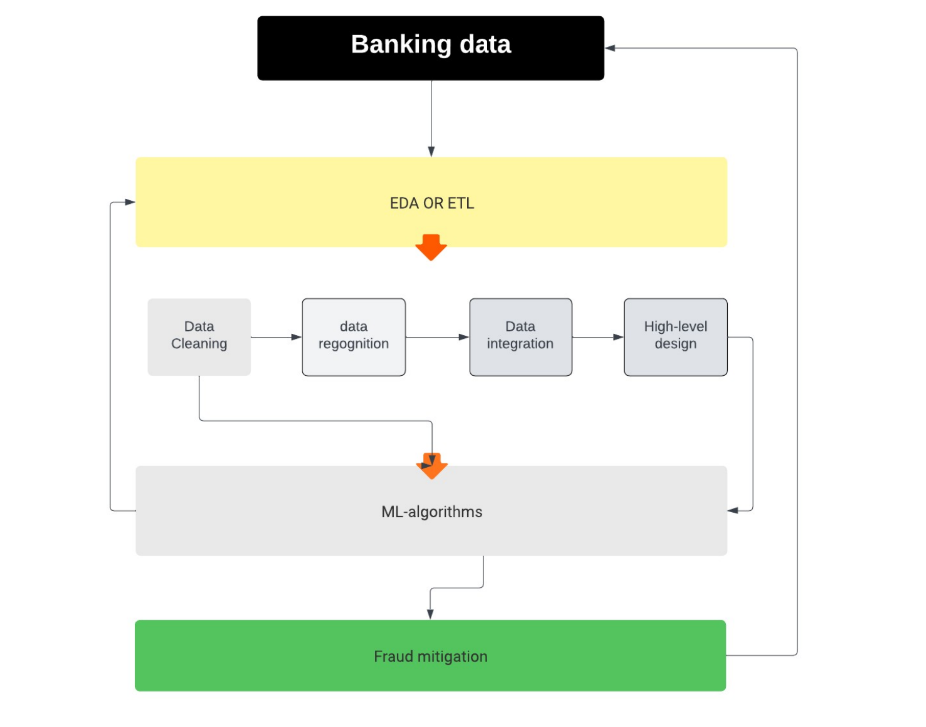 Banking data
EDA OR ETL
Data
Cleaning
data
regognition
Data
integration
High-level
design
ML-algorithms
Fraud mitigation